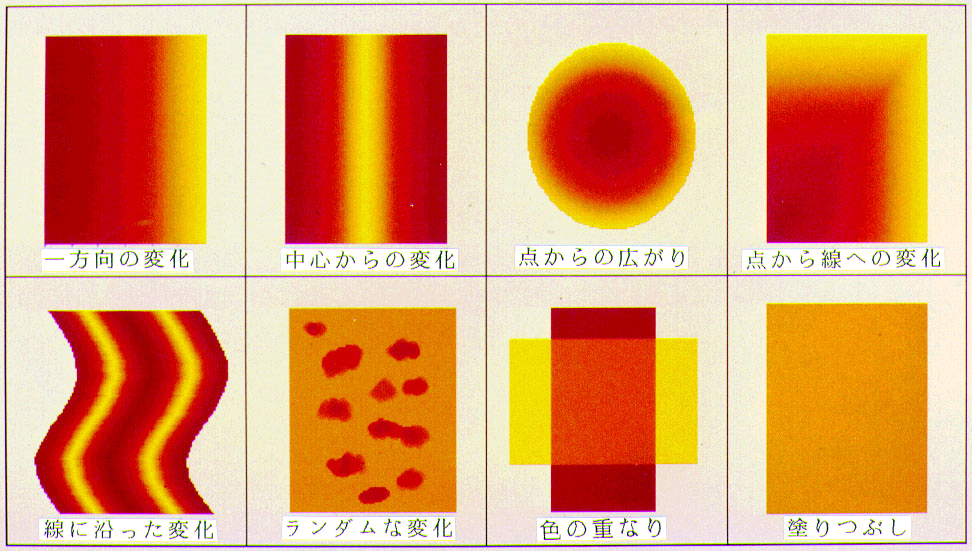 一方向の変化
中心からの変化
点からの広がり
点から線への変化
線に沿った変化
ランダムな変化
色の重なり
塗りつぶし